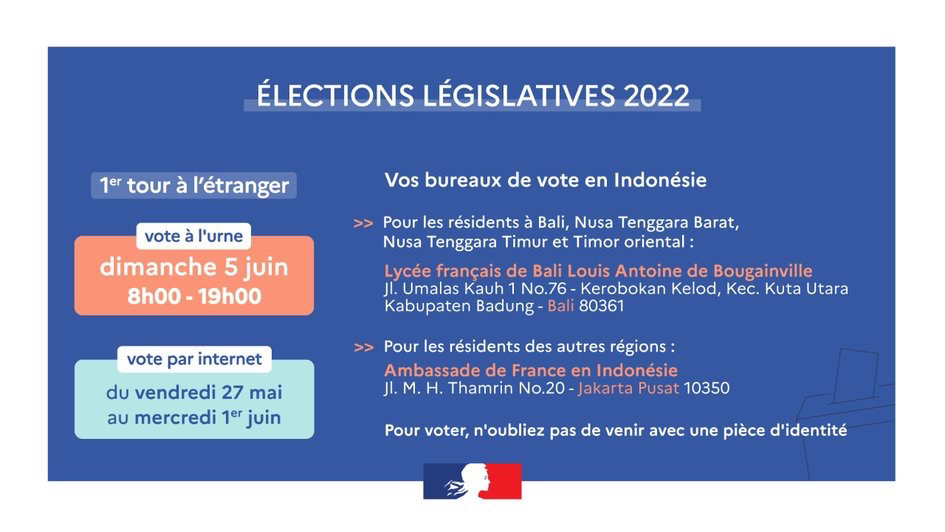 ÉLECTIONS LÉGISLATIVES 2022
1er tour à l'étranger
vote à l'urne
dimanche 5 juin
8h00 - 19h00
vote par internet
du vendredi 27 mai
au mercredi 1er juin
Vos bureaux de vote en Indonésie
>> Pour les résidents à Bali, Nusa Tenggara Barat,
Nusa Tenggara Timur et Timor oriental :
Lycée français de Bali Louis Antoine de Bougainville
Jl. Umalas Kauh 1 No.76 - Kerobokan Kelod, Kec. Kuta Utara
Kabupaten Badung - Bali 80361
>> Pour les résidents des autres régions :
Ambassade de France en Indonésie
Jl. M. H. Thamrin No.20 - Jakarta Pusat 10350
Pour voter, n'oubliez pas de venir avec une pièce d'identité